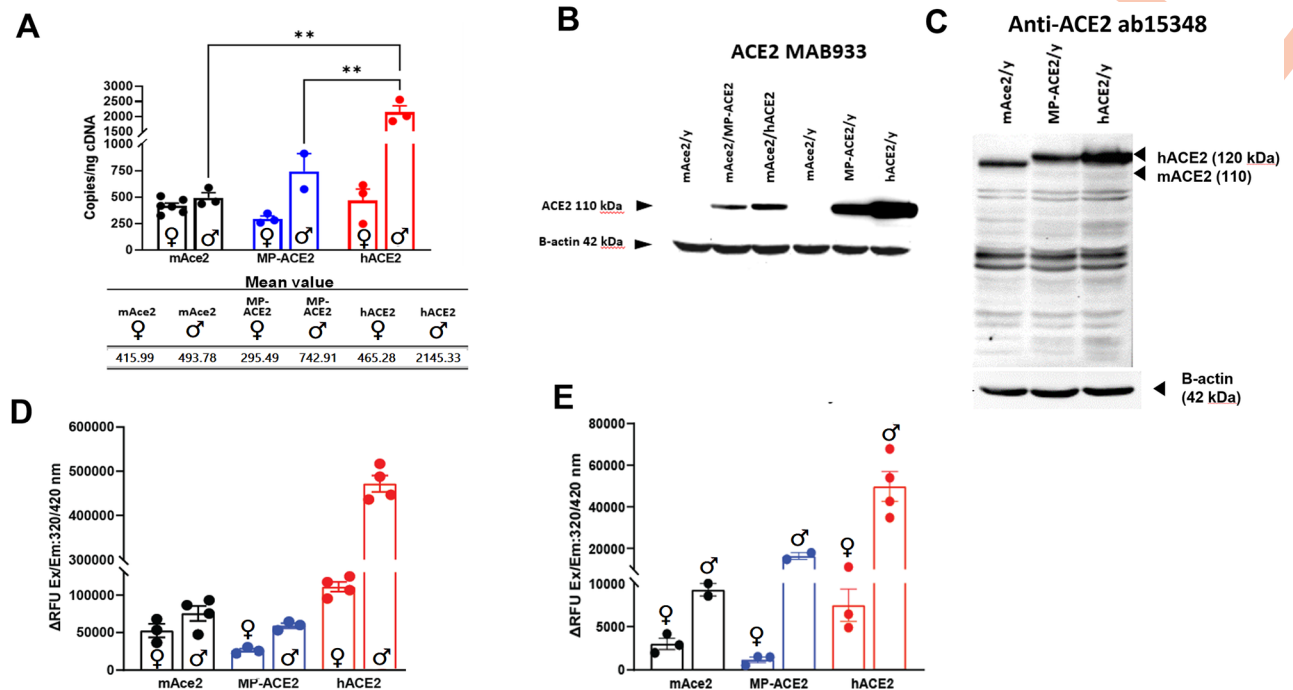 A
**
**
3000
2500
2000
1500
1000
750
500
250
0
Copies/ng cDNA
♀ ♂ ♀ ♂ ♀ ♂
mAce2 MP-ACE2 hACE2
Mean value
mAce2 mAce2 MP-ACE2 MP-ACE2 hACE2 hACE2
♀ ♂ ♀ ♂ ♀ ♂
415.99 493.78 295.49 742.91 465.28 2145.33
B
ACE2 MAB933
mAce2/y
mAce2/MP-ACE2
mAce2/hACE2
mAce2/y
MP-ACE2/y
hACE2/y
ACE2 110 kDa
B-actin 42 kDa
C
Anti-ACE2 ab15348
mAce2/y
MP-ACE2/y
hACE2/y
hACE2 (120 kDa)
mACE2 (110)
B-actin
(42 kDa)
D
600000
500000
400000
300000
100000
50000
0
ΔRFU Ex/Em:320/420 nm
♀ ♂ ♀ ♂ ♀ ♂
mAce2 MP-ACE2 hACE2
E
80000
60000
40000
20000
10000
5000
0
ΔRFU Ex/Em:320/420 nm
♀ ♂ ♀ ♂ ♀ ♂
mAce2 MP-ACE2 hACE2